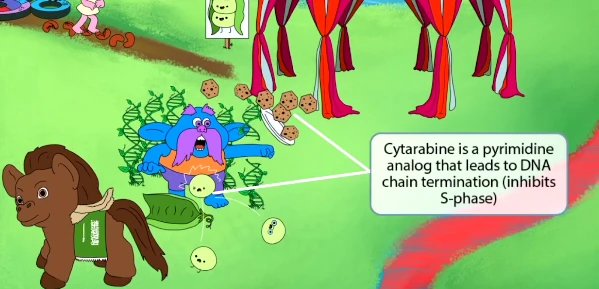 Cytarabine is a pyrimidine
analog that leads to DNA
chain termination (inhibits
S-phase)